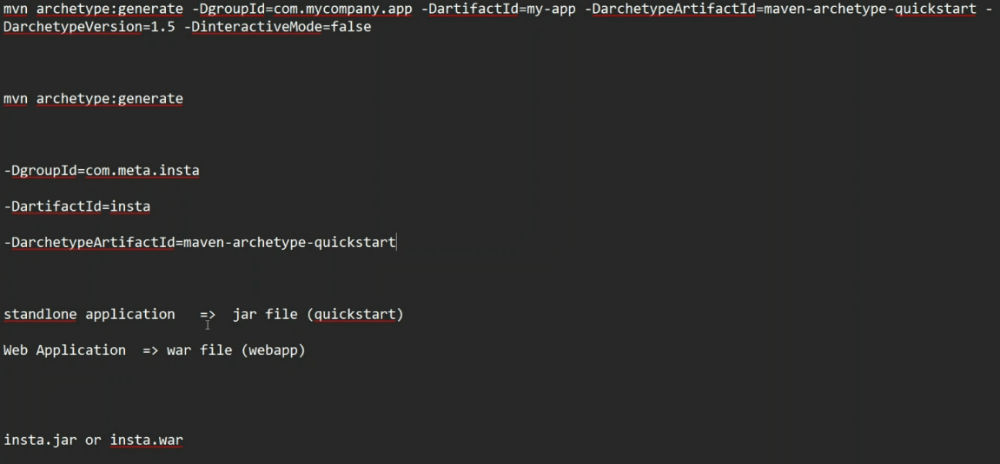 mvn archetype:generate -DgroupId=com.mycompany.app -DartifactId=my-app -DarchetypeArtifactId=maven-archetype-quickstart -
DarchetypeVersion=1.5 -DinteractiveMode=false
mvn archetype:generate
-DgroupId=com.meta.insta
-DartifactId=insta
-DarchetypeArtifactId=maven-archetype-quickstart
standlone application   =>  jar file (quickstart)
Web Application  => war file (webapp)
insta.jar or insta.war